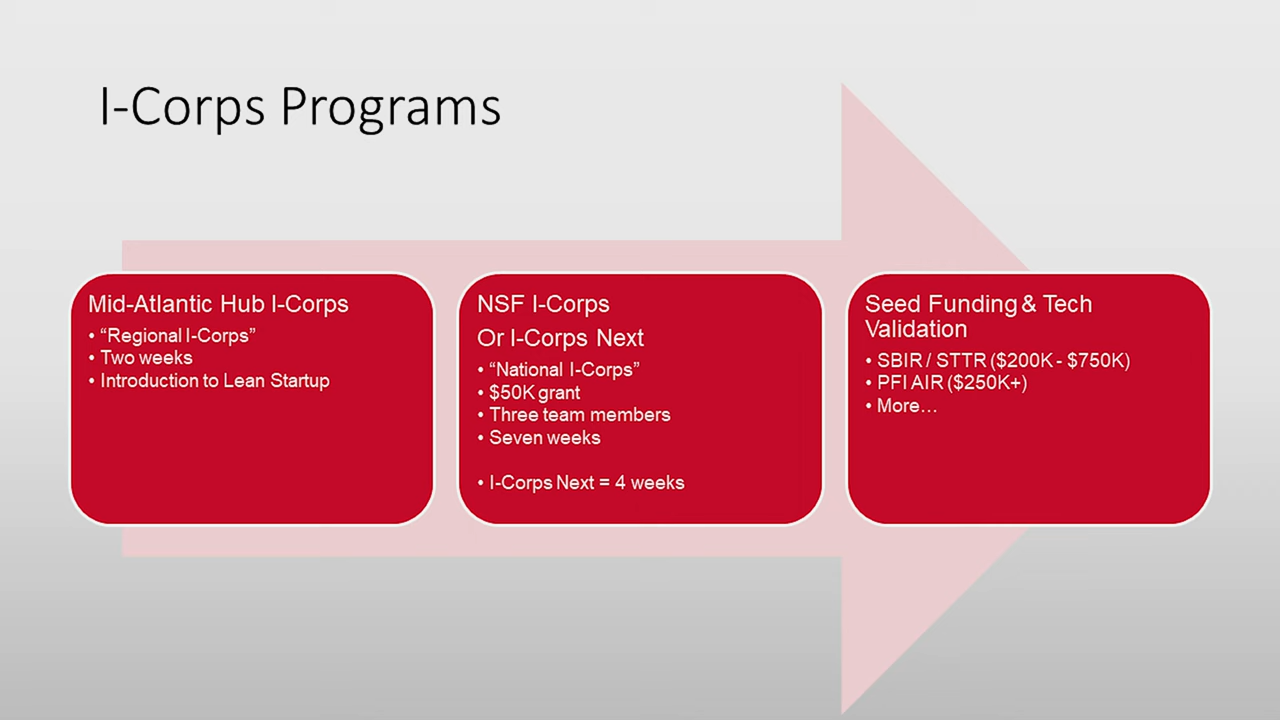 I-Corps Programs
Mid-Atlantic Hub I-Corps
• “Regional I-Corps”
• Two weeks
• Introduction to Lean Startup
NSF I-Corps
Or I-Corps Next
• “National I-Corps”
• $50K grant
• Three team members
• Seven weeks
• I-Corps Next = 4 weeks
Seed Funding & Tech
Validation
• SBIR / STTR ($200K - $750K)
• PFI AIR ($250K+)
• More…